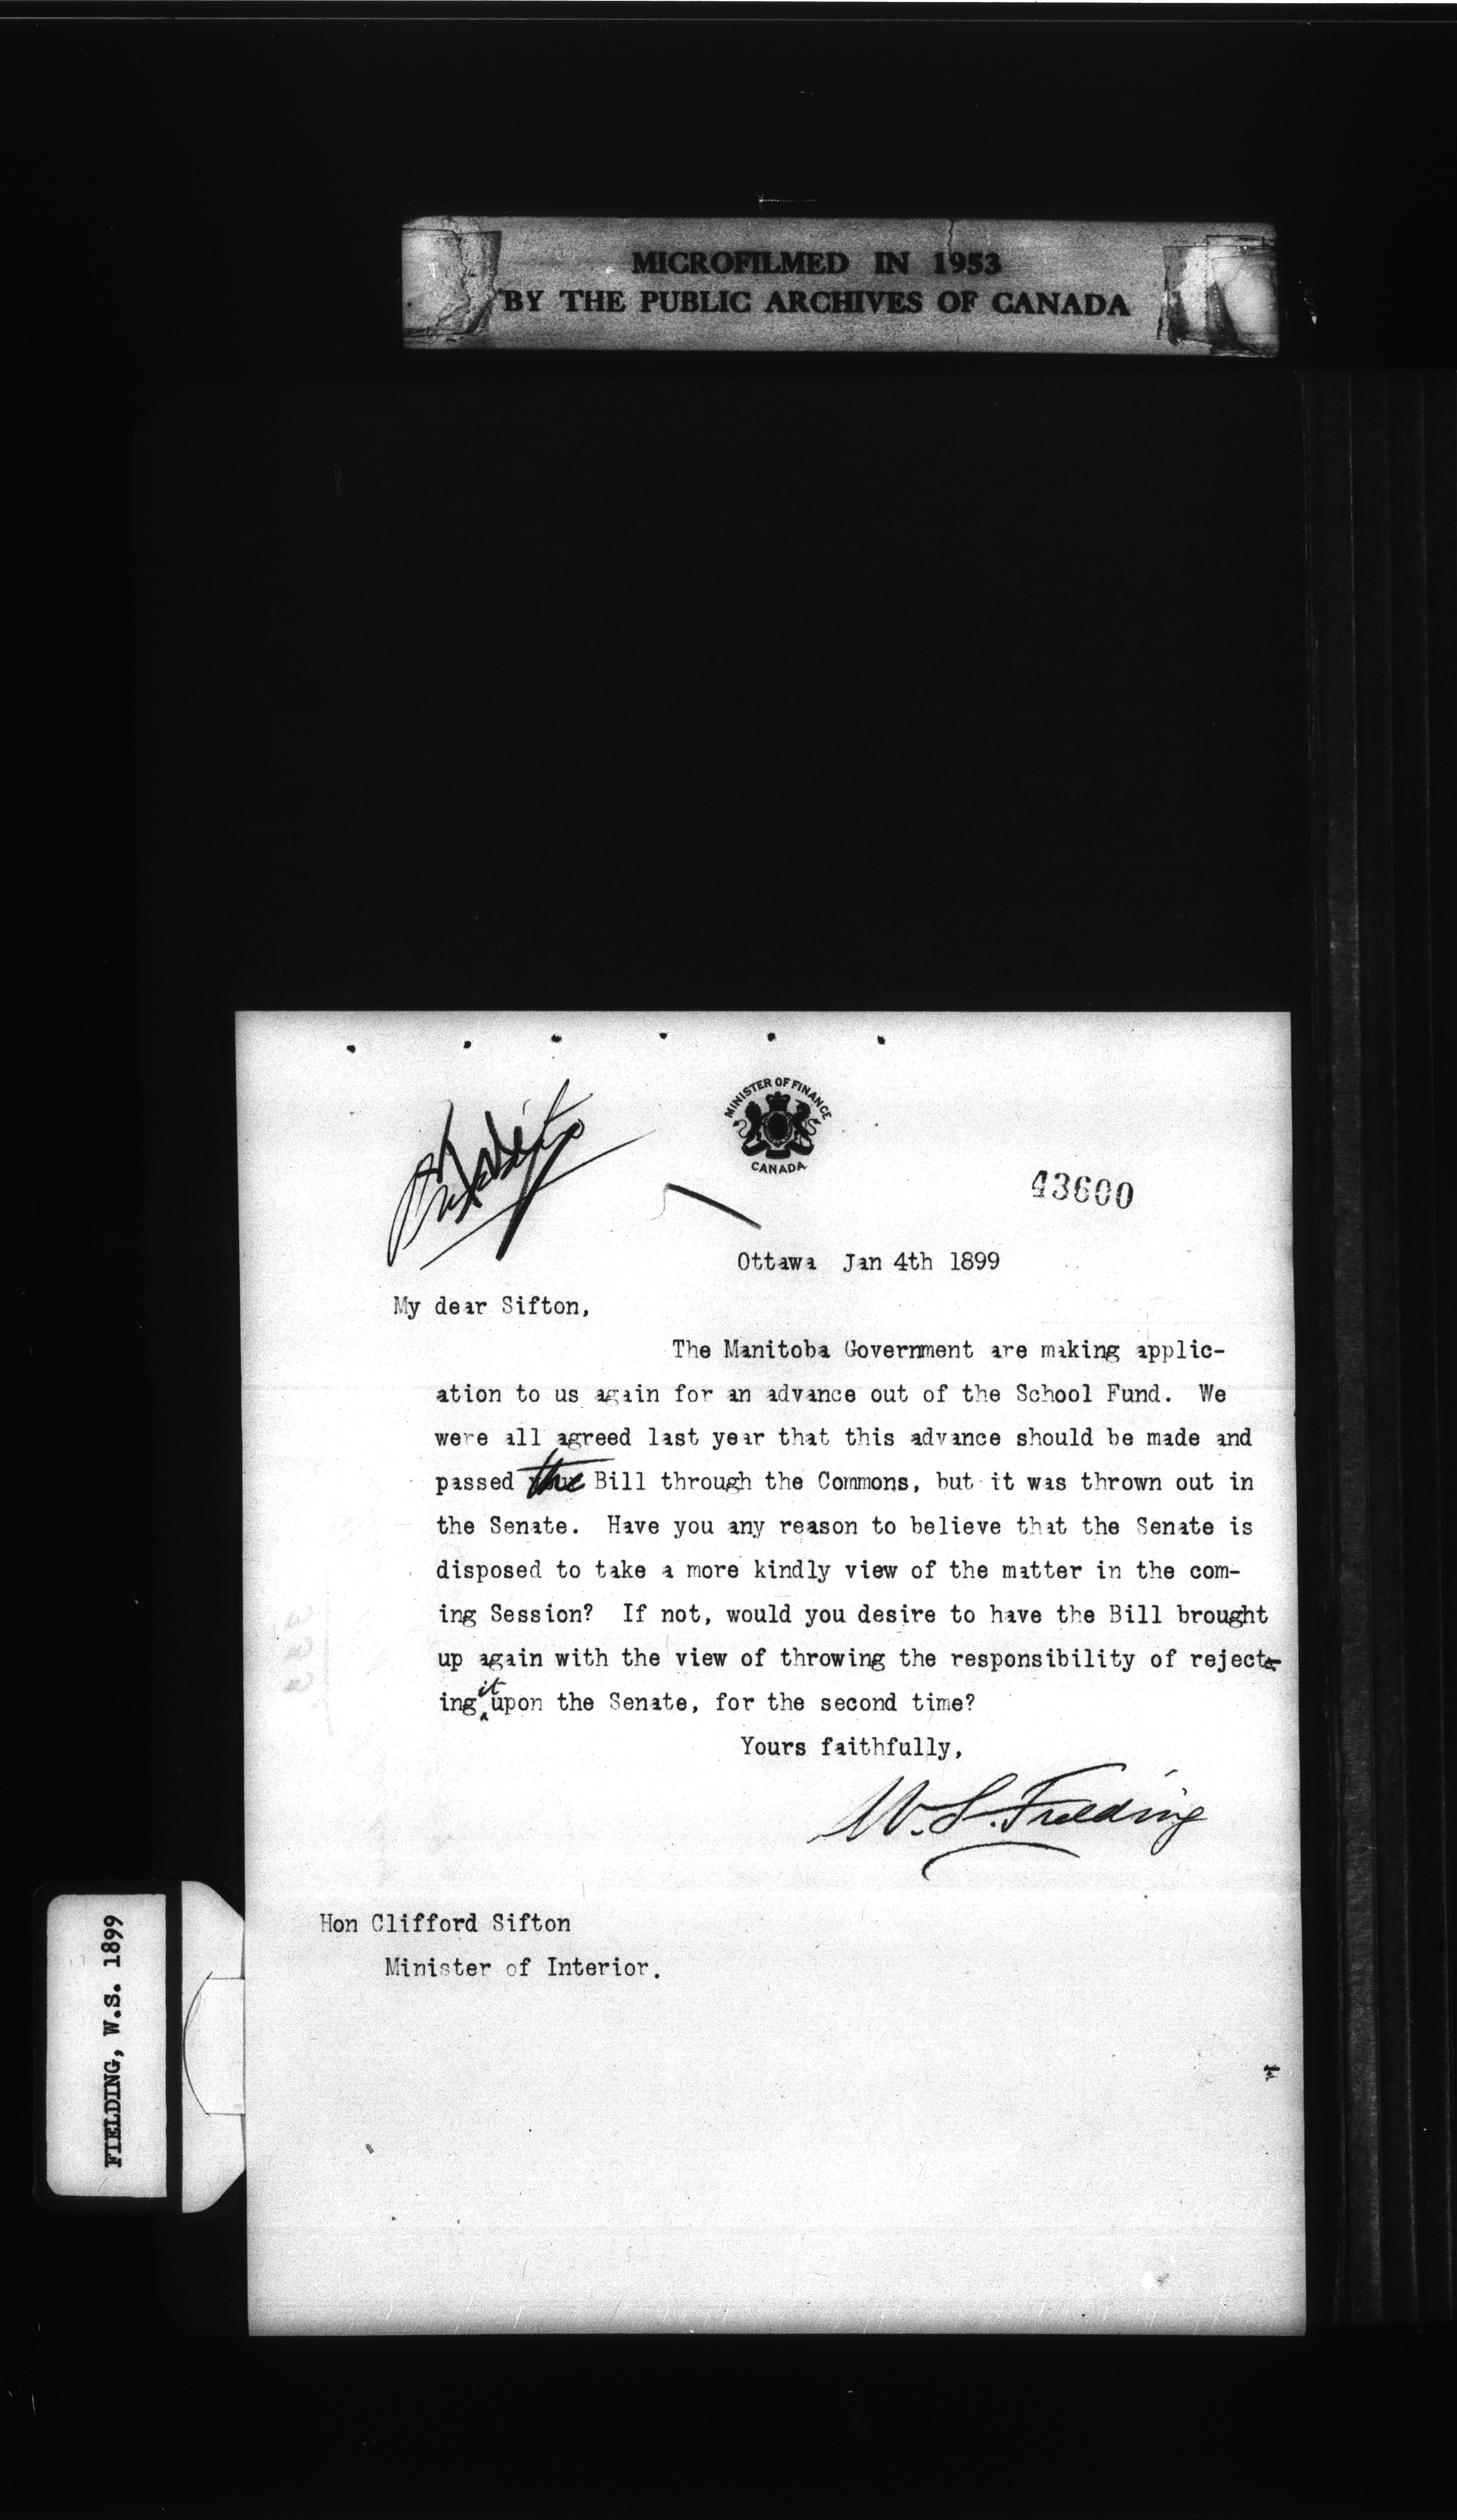 MICROFILMED IN 1953
BY THE PUBLIC ARCHIVES OF CANADA
MINISTER OF FINANCE
CANADA
43600
Ottawa Jan 4th 1899
My dear Sifton,
The Manitoba Government are making applic-
ation to us again for an advance out of the School Fund. We
were all agreed last year that this advance should be made and
passed the Bill through the Commons, but it was thrown out in
the Senate. Have you any reason to believe that the Senate is
disposed to take a more kindly view of the matter in the com-
ing Session? If not, would you desire to have the Bill brought
up again with the view of throwing the responsibility of reject-
ing it upon the Senate, for the second time?
Yours faithfully,
W. S. Fielding
Hon Clifford Sifton
Minister of Interior.
FIELDING, W.S. 1899